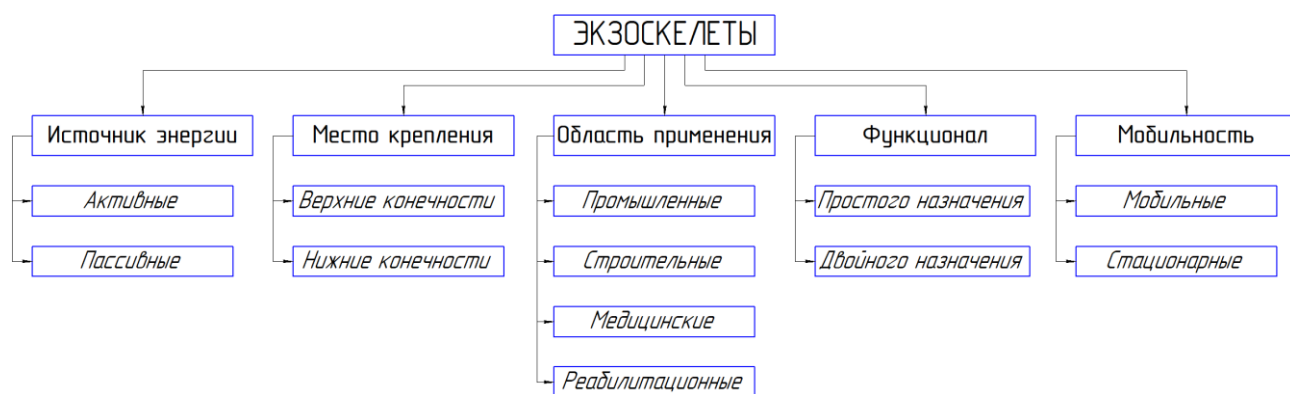 ЭКЗОСКЕЛЕТЫ
Источник энергии
Активные
Пассивные
Место крепления
Верхние конечности
Нижние конечности
Область применения
Промышленные
Строительные
Медицинские
Реабилитационные
Функционал
Простого назначения
Двойного назначения
Мобильность
Мобильные
Стационарные